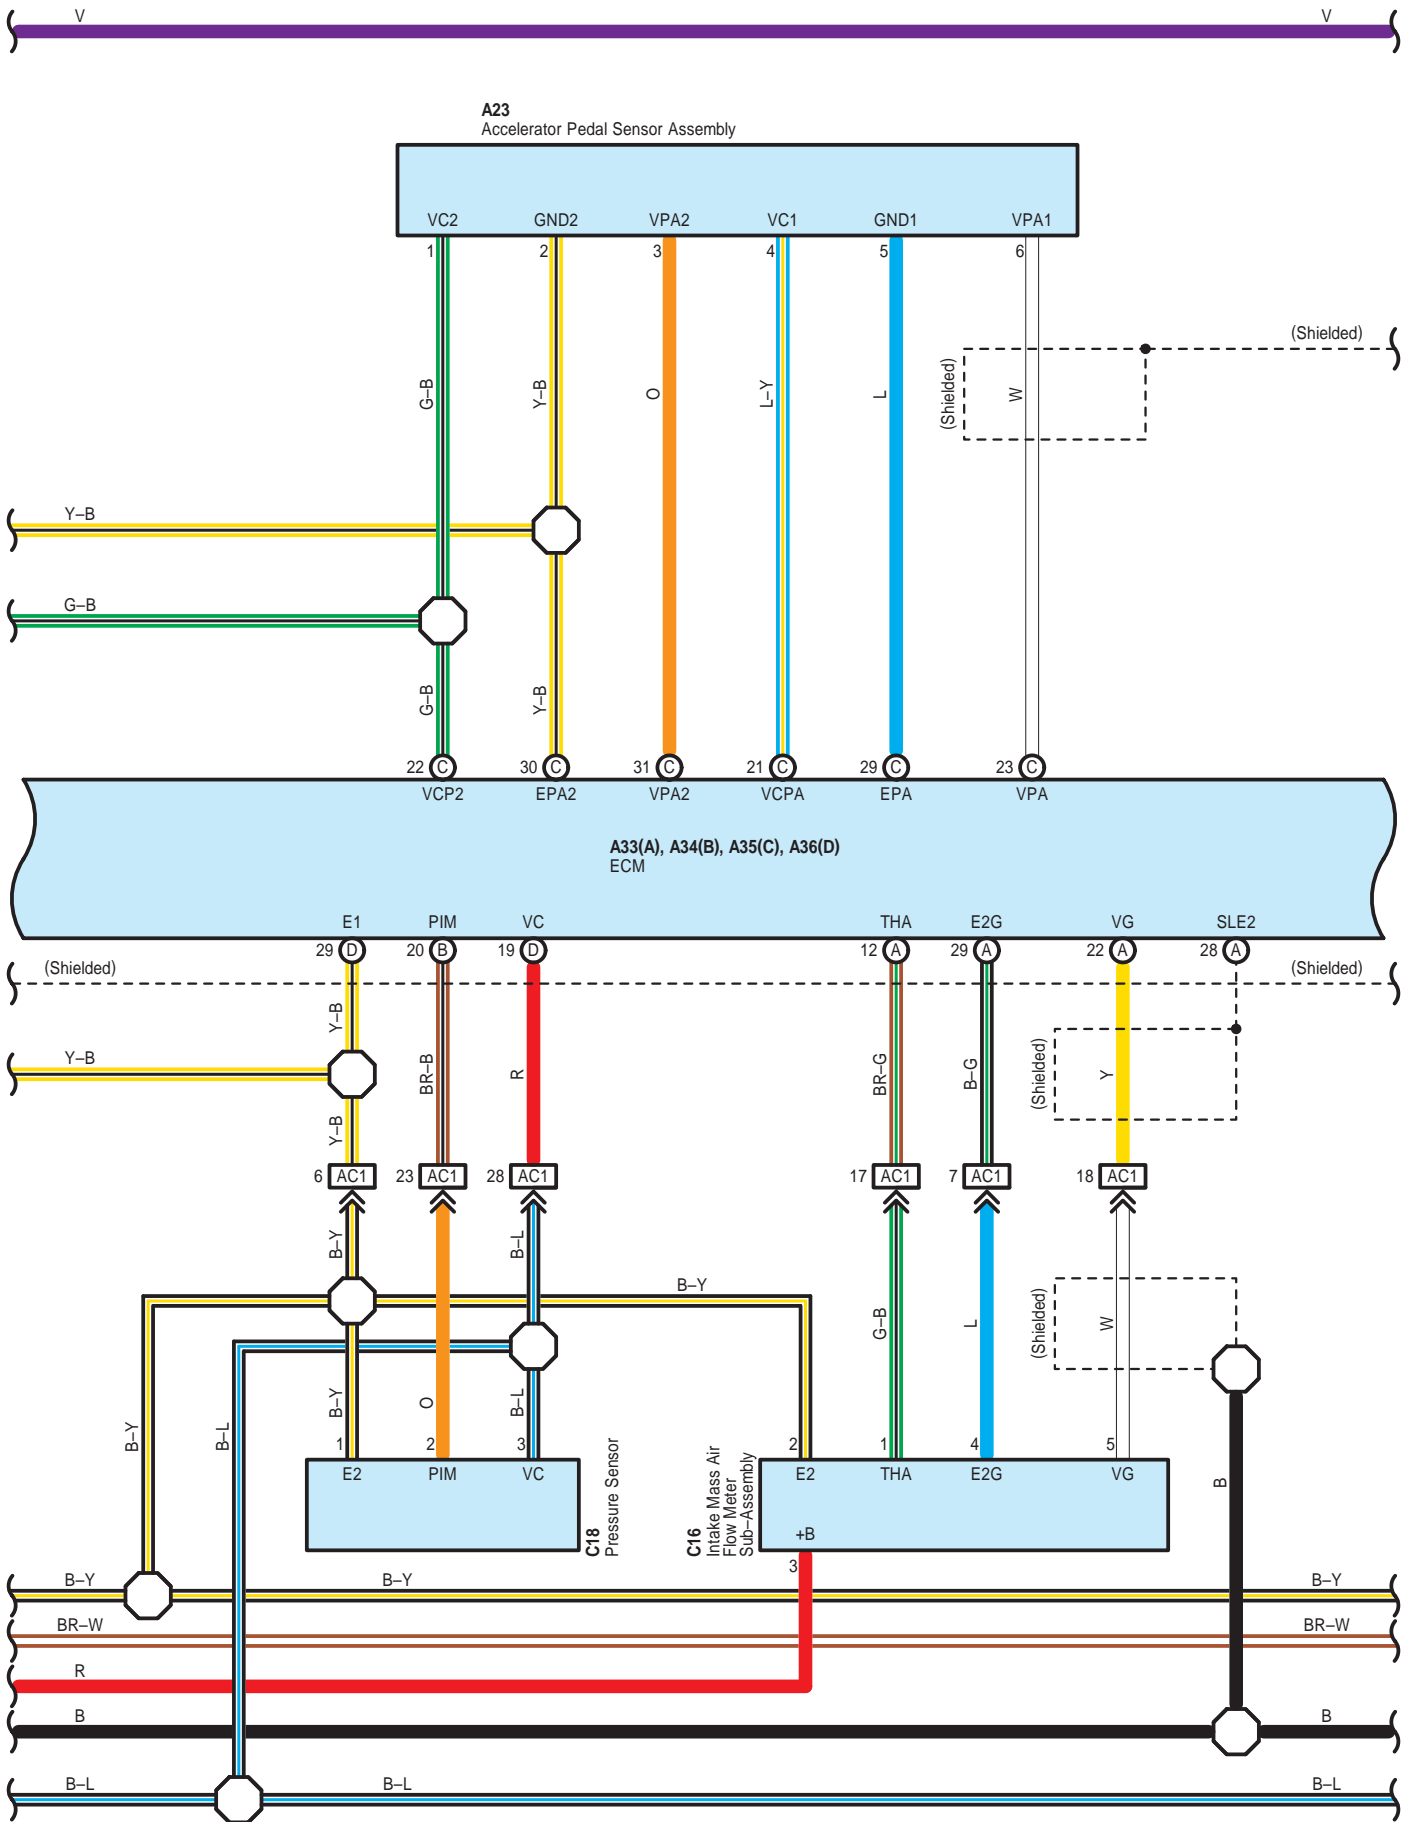 V V
A23
Accelerator Pedal Sensor Assembly
VC2 GND2 VPA2 VC1 GND1 VPA1
1 2 3 4 5 6
(Shielded)
(Shielded)
G–B Y–B O L–Y L W
Y–B
G–B
G–B Y–B
22 C 30 C 31 C 21 C 29 C 23 C
VCP2 EPA2 VPA2 VCPA EPA VPA
A33(A), A34(B), A35(C), A36(D)
ECM
E1 PIM VC THA E2G VG SLE2
29 D 20 B 19 D 12 A 29 A 22 A 28 A
(Shielded) (Shielded)
Y–B
Y–B
BR–B R BR–G B–G (Shielded) Y
Y–B
6 AC1 23 AC1 28 AC1 17 AC1 7 AC1 18 AC1
B–Y B–L
B–Y
G–B L (Shielded) W
B–Y O B–L
B–Y B–L
1 2 3 2 1 4 5
E2 PIM VC E2 THA E2G VG
B
C18
Pressure Sensor
C16
Intake Mass Air
Flow Meter
Sub–Assembly
+B
3
B–Y B–Y B–Y
BR–W BR–W
R
B B
B–L B–L B–L